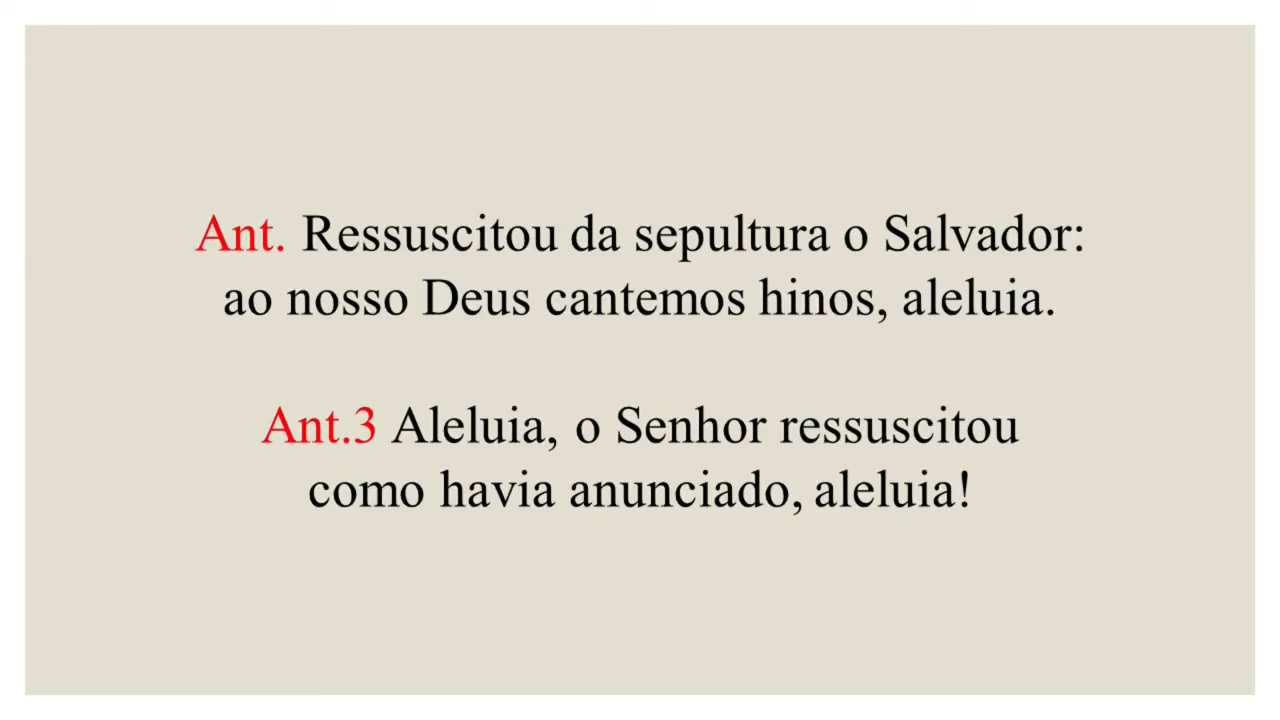 Ant. Ressuscitou da sepultura o Salvador:
ao nosso Deus cantemos hinos, aleluia.
Ant.3 Aleluia, o Senhor ressuscitou
como havia anunciado, aleluia!